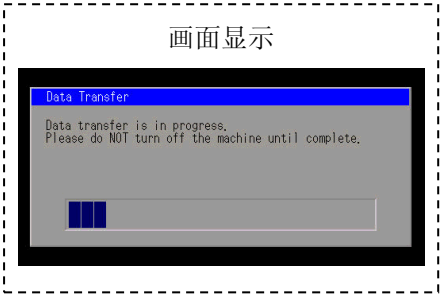 画面显示
Data Transfer
Data transfer is in progress.
Please do NOT turn off the machine until complete.